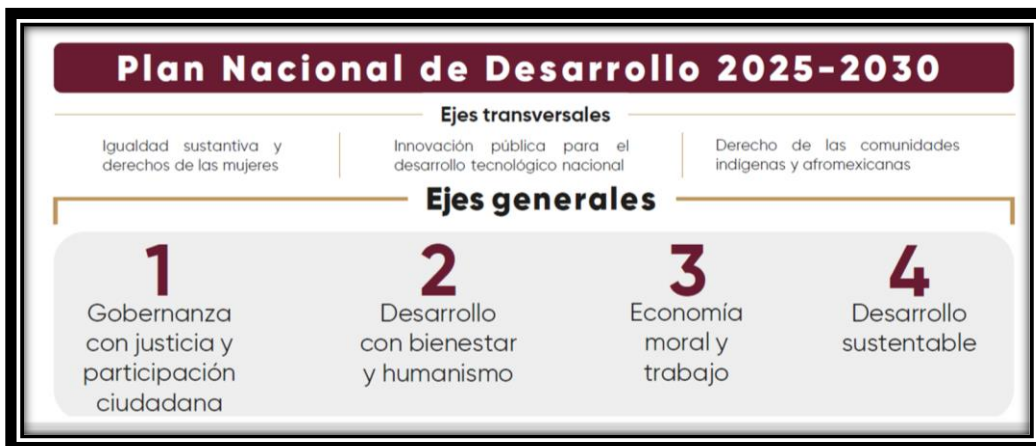 Plan Nacional de Desarrollo 2025-2030
Ejes transversales
Igualdad sustantiva y
derechos de las mujeres
Innovación pública para el
desarrollo tecnológico nacional
Derecho de las comunidades
indígenas y afromexicanas
Ejes generales
1
Gobernanza
con justicia y
participación
ciudadana
2
Desarrollo
con bienestar
y humanismo
3
Economía
moral y
trabajo
4
Desarrollo
sustentable